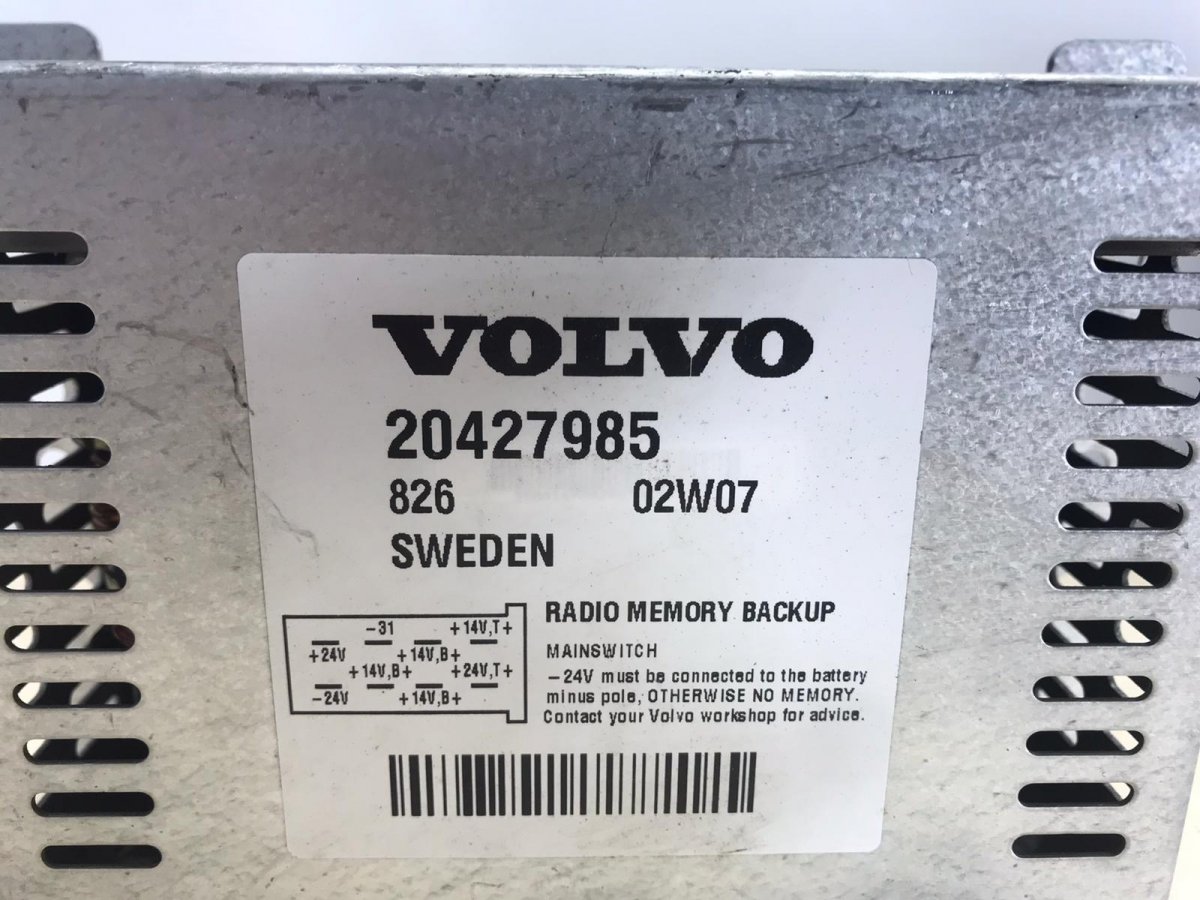 VOLVO
20427985
826 02W07
SWEDEN
RADIO MEMORY BACKUP
MAINSWITCH
-24V must be connected to the battery
minus pole, OTHERWISE NO MEMORY.
Contact your Volvo workshop for advice.
-31 +14V,T+
+24V +14V,B+
+14V,B+ +24V,T+
-24V +14V,B+